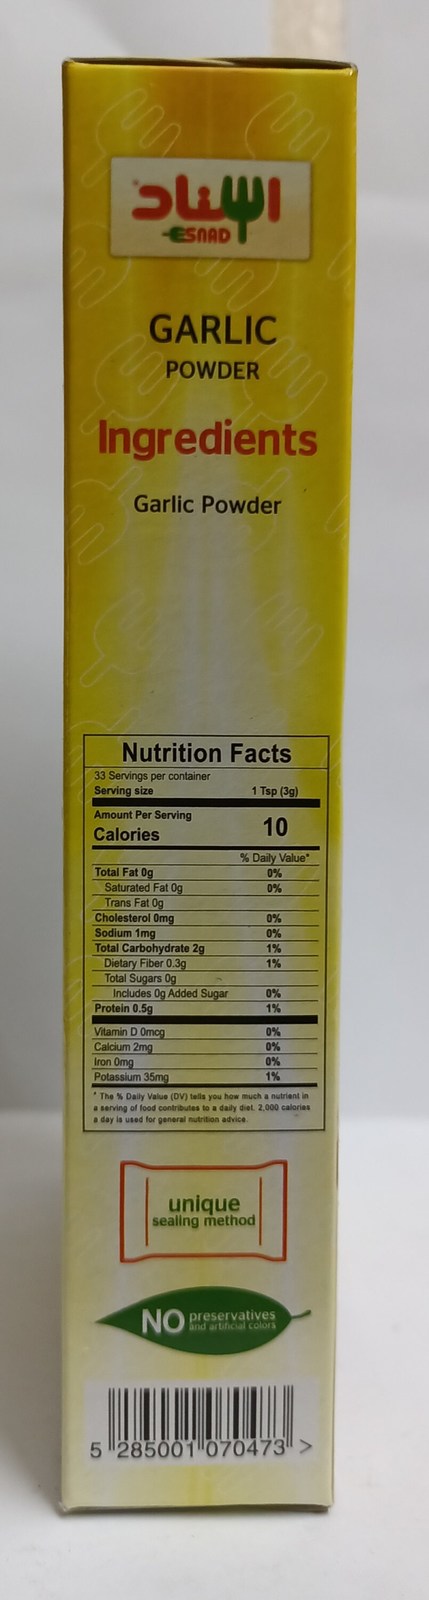 اسناد
ESNAD
GARLIC
POWDER
Ingredients
Garlic Powder
Nutrition Facts
33 Servings per container
Serving size 1 Tsp (3g)
Amount Per Serving
Calories 10
% Daily Value*
Total Fat 0g 0%
Saturated Fat 0g 0%
Trans Fat 0g
Cholesterol 0mg 0%
Sodium 1mg 0%
Total Carbohydrate 2g 1%
Dietary Fiber 0.3g 1%
Total Sugars 0g
Includes 0g Added Sugar 0%
Protein 0.5g 1%
Vitamin D 0mcg 0%
Calcium 2mg 0%
Iron 0mg 0%
Potassium 35mg 1%
* The % Daily Value (DV) tells you how much a nutrient in
a serving of food contributes to a daily diet. 2,000 calories
a day is used for general nutrition advice.
unique
sealing method
NO preservatives
and artificial colors
5 285001 070473 >